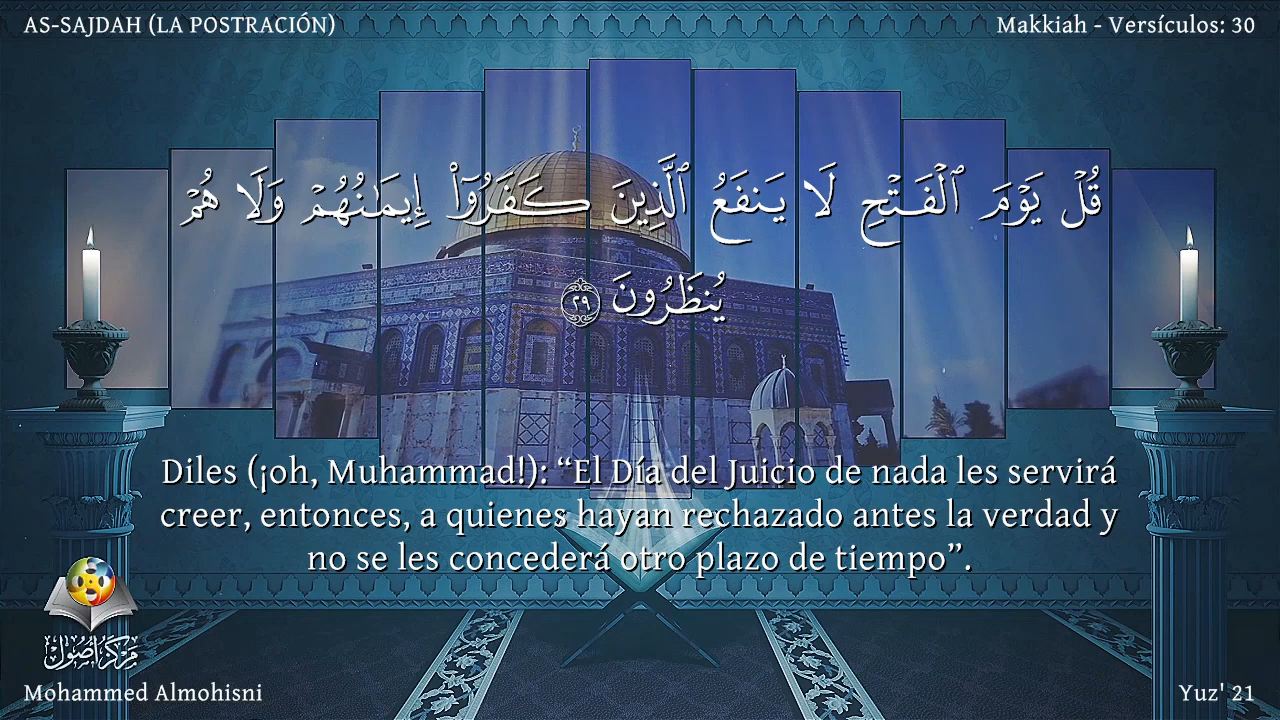 AS-SAJDAH (LA POSTRACIÓN)
Makkiah - Versículos: 30
قُلۡ يَوۡمَ ٱلۡفَتۡحِ لَا يَنفَعُ ٱلَّذِينَ كَفَرُوٓاْ إِيمَٰنُهُمۡ وَلَا هُمۡ
يُنظَرُونَ ٢٩
Diles (¡oh, Muhammad!): “El Día del Juicio de nada les servirá
creer, entonces, a quienes hayan rechazado antes la verdad y
no se les concederá otro plazo de tiempo”.
مركز أصول
Mohammed Almohisni
Yuz' 21